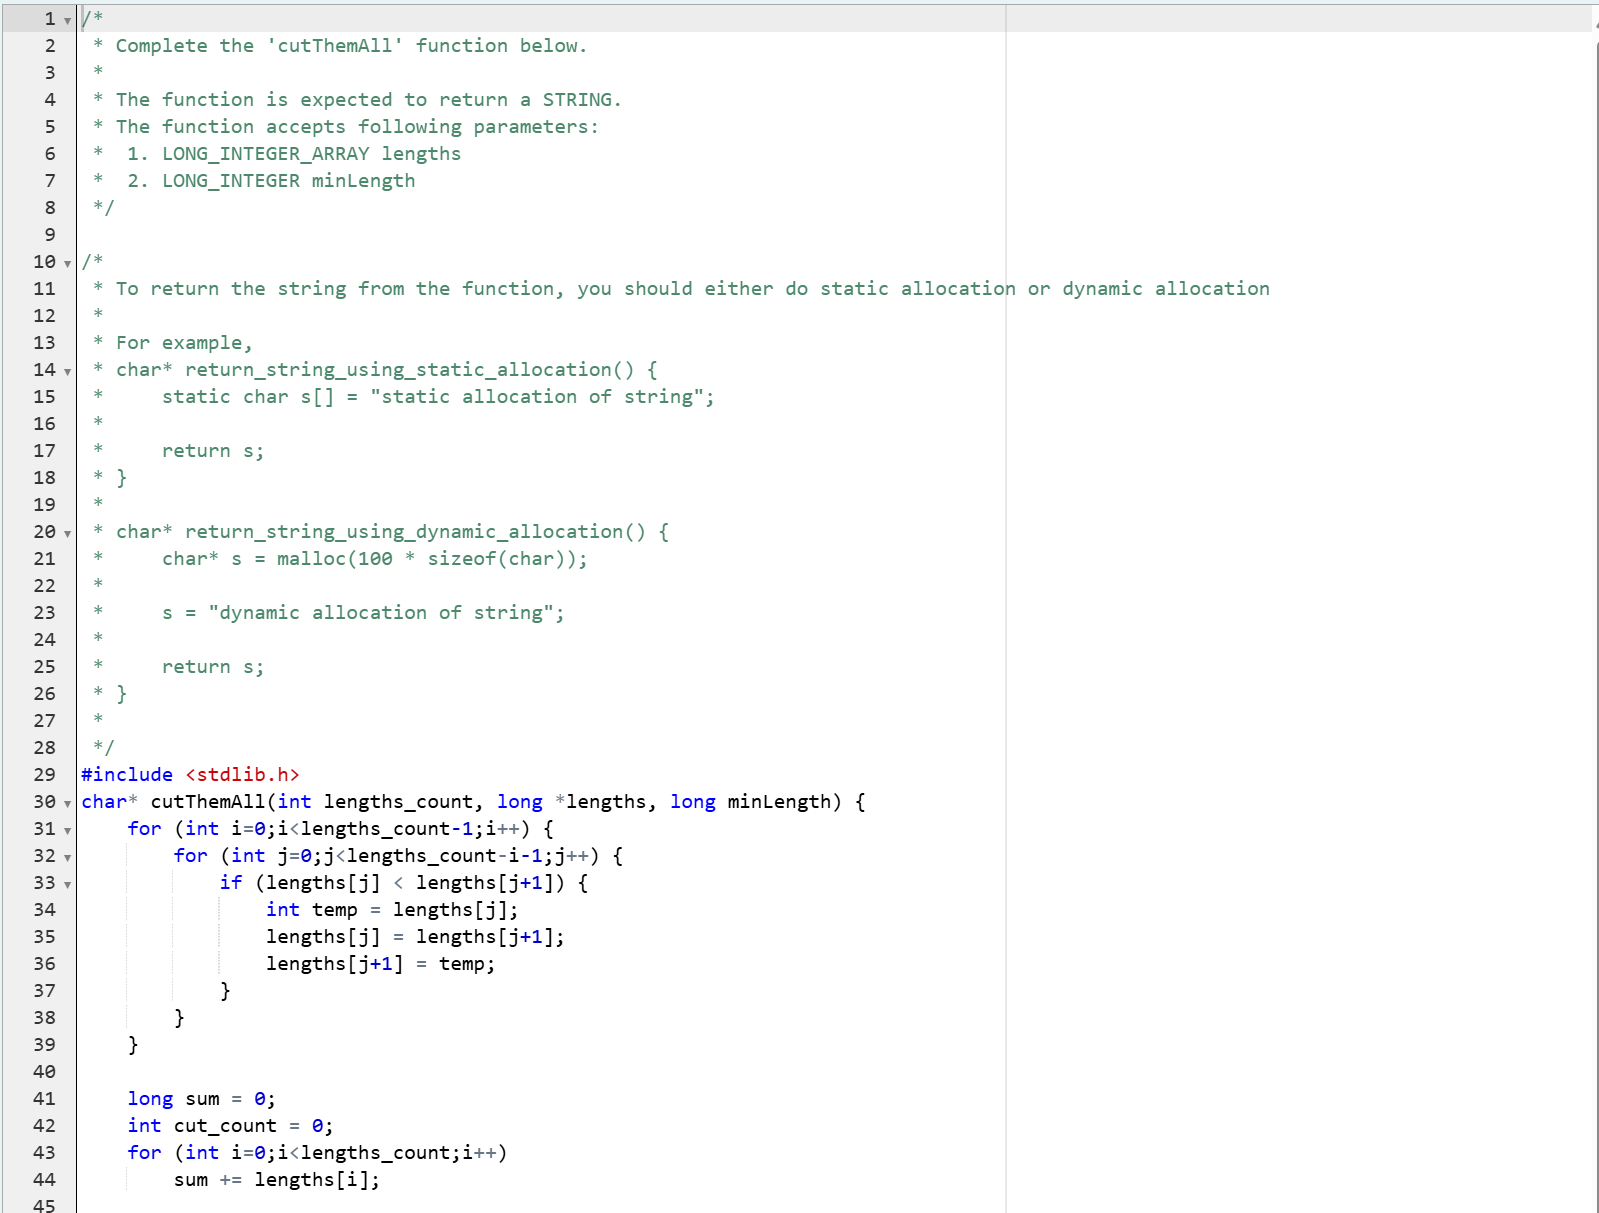 1 /*
2  * Complete the 'cutThemAll' function below.
3  *
4  * The function is expected to return a STRING.
5  * The function accepts following parameters:
6  *  1. LONG_INTEGER_ARRAY lengths
7  *  2. LONG_INTEGER minLength
8  */
9
10 /*
11  * To return the string from the function, you should either do static allocation or dynamic allocation
12  *
13  * For example,
14  * char* return_string_using_static_allocation() {
15  *     static char s[] = "static allocation of string";
16  *
17  *     return s;
18  * }
19  *
20  * char* return_string_using_dynamic_allocation() {
21  *     char* s = malloc(100 * sizeof(char));
22  *
23  *     s = "dynamic allocation of string";
24  *
25  *     return s;
26  * }
27  *
28  */
29 #include <stdlib.h>
30 char* cutThemAll(int lengths_count, long *lengths, long minLength) {
31     for (int i=0;i<lengths_count-1;i++) {
32         for (int j=0;j<lengths_count-i-1;j++) {
33             if (lengths[j] < lengths[j+1]) {
34                 int temp = lengths[j];
35                 lengths[j] = lengths[j+1];
36                 lengths[j+1] = temp;
37             }
38         }
39     }
40
41     long sum = 0;
42     int cut_count = 0;
43     for (int i=0;i<lengths_count;i++)
44         sum += lengths[i];
45